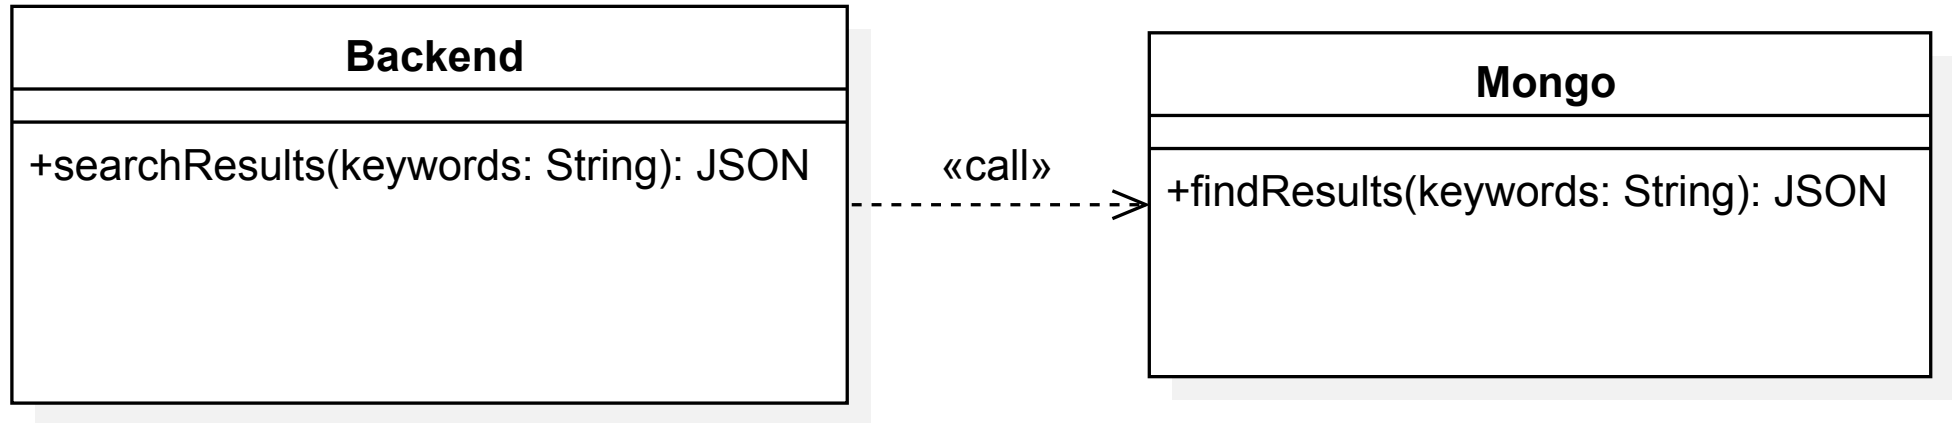 Backend
+searchResults(keywords: String): JSON
«call»
Mongo
+findResults(keywords: String): JSON